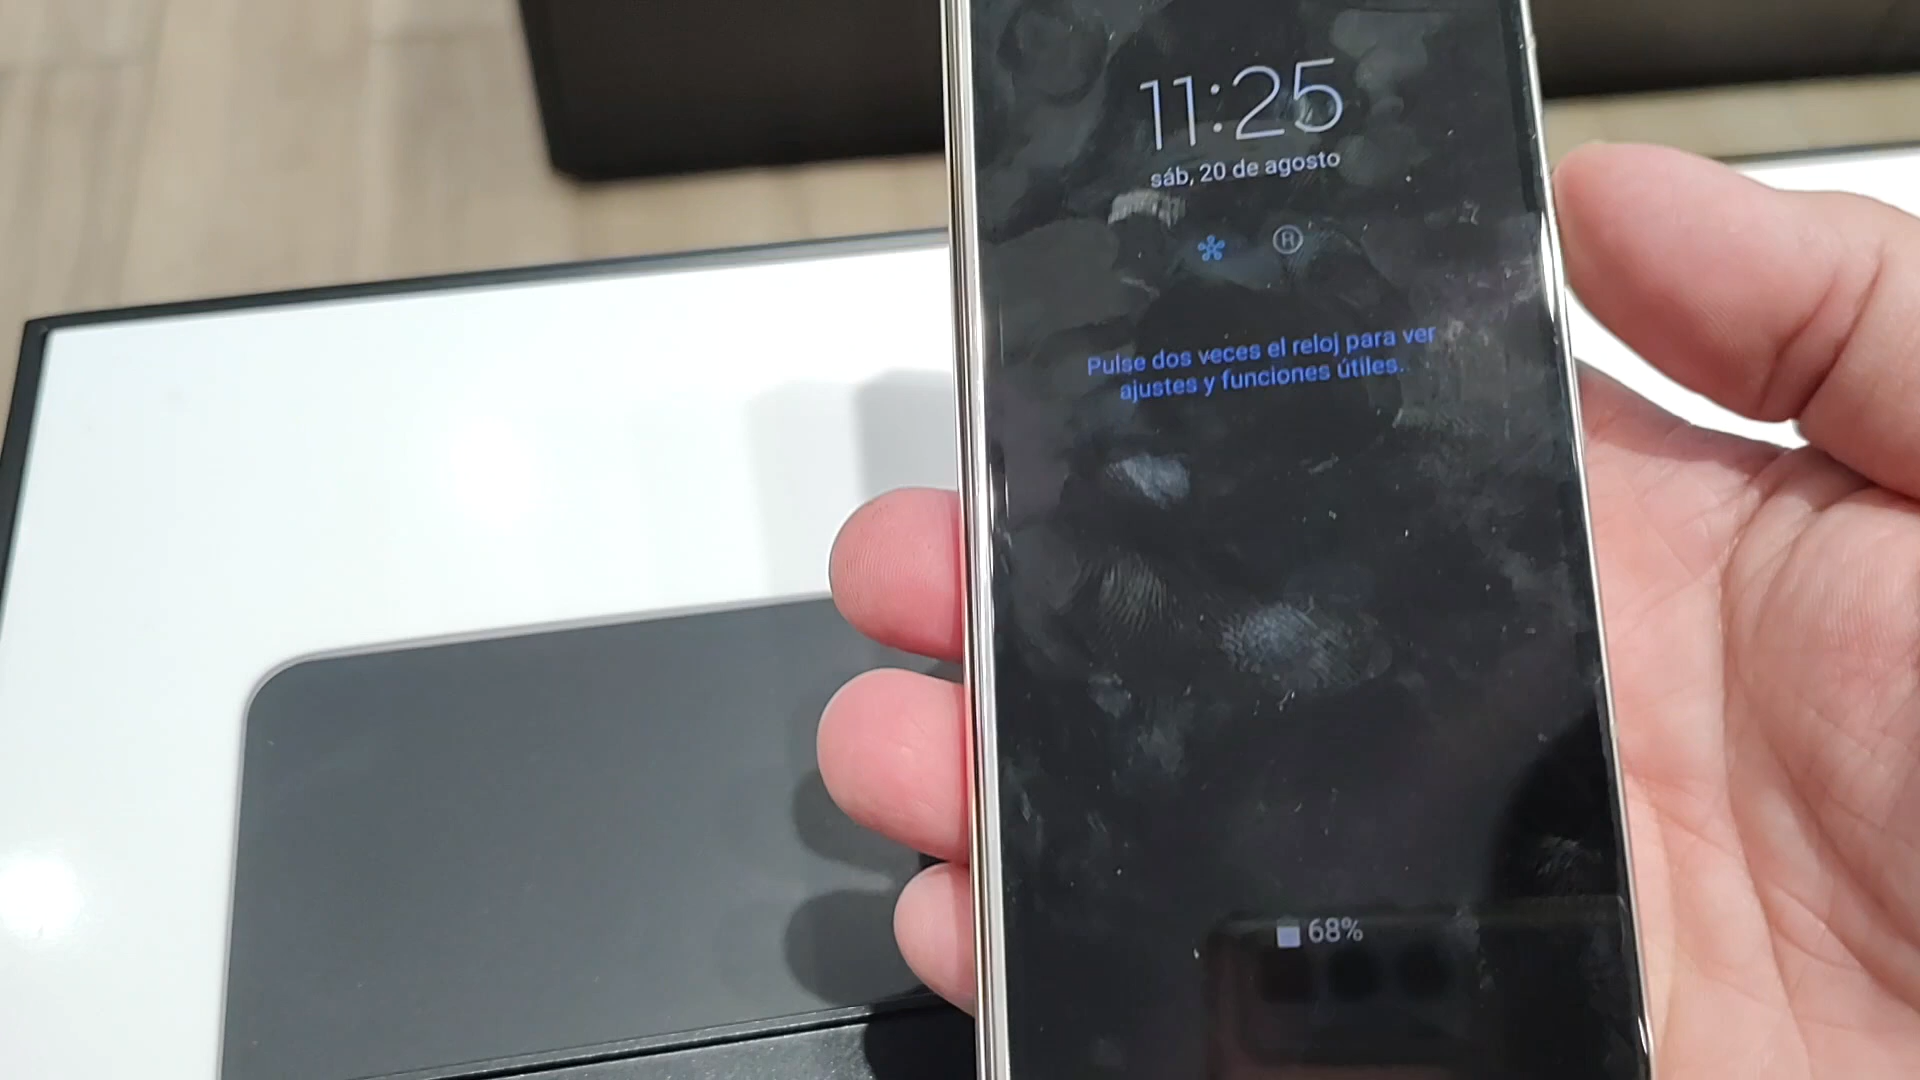 11:25
sáb, 20 de agosto
R
Pulse dos veces el reloj para ver
ajustes y funciones útiles.
68%